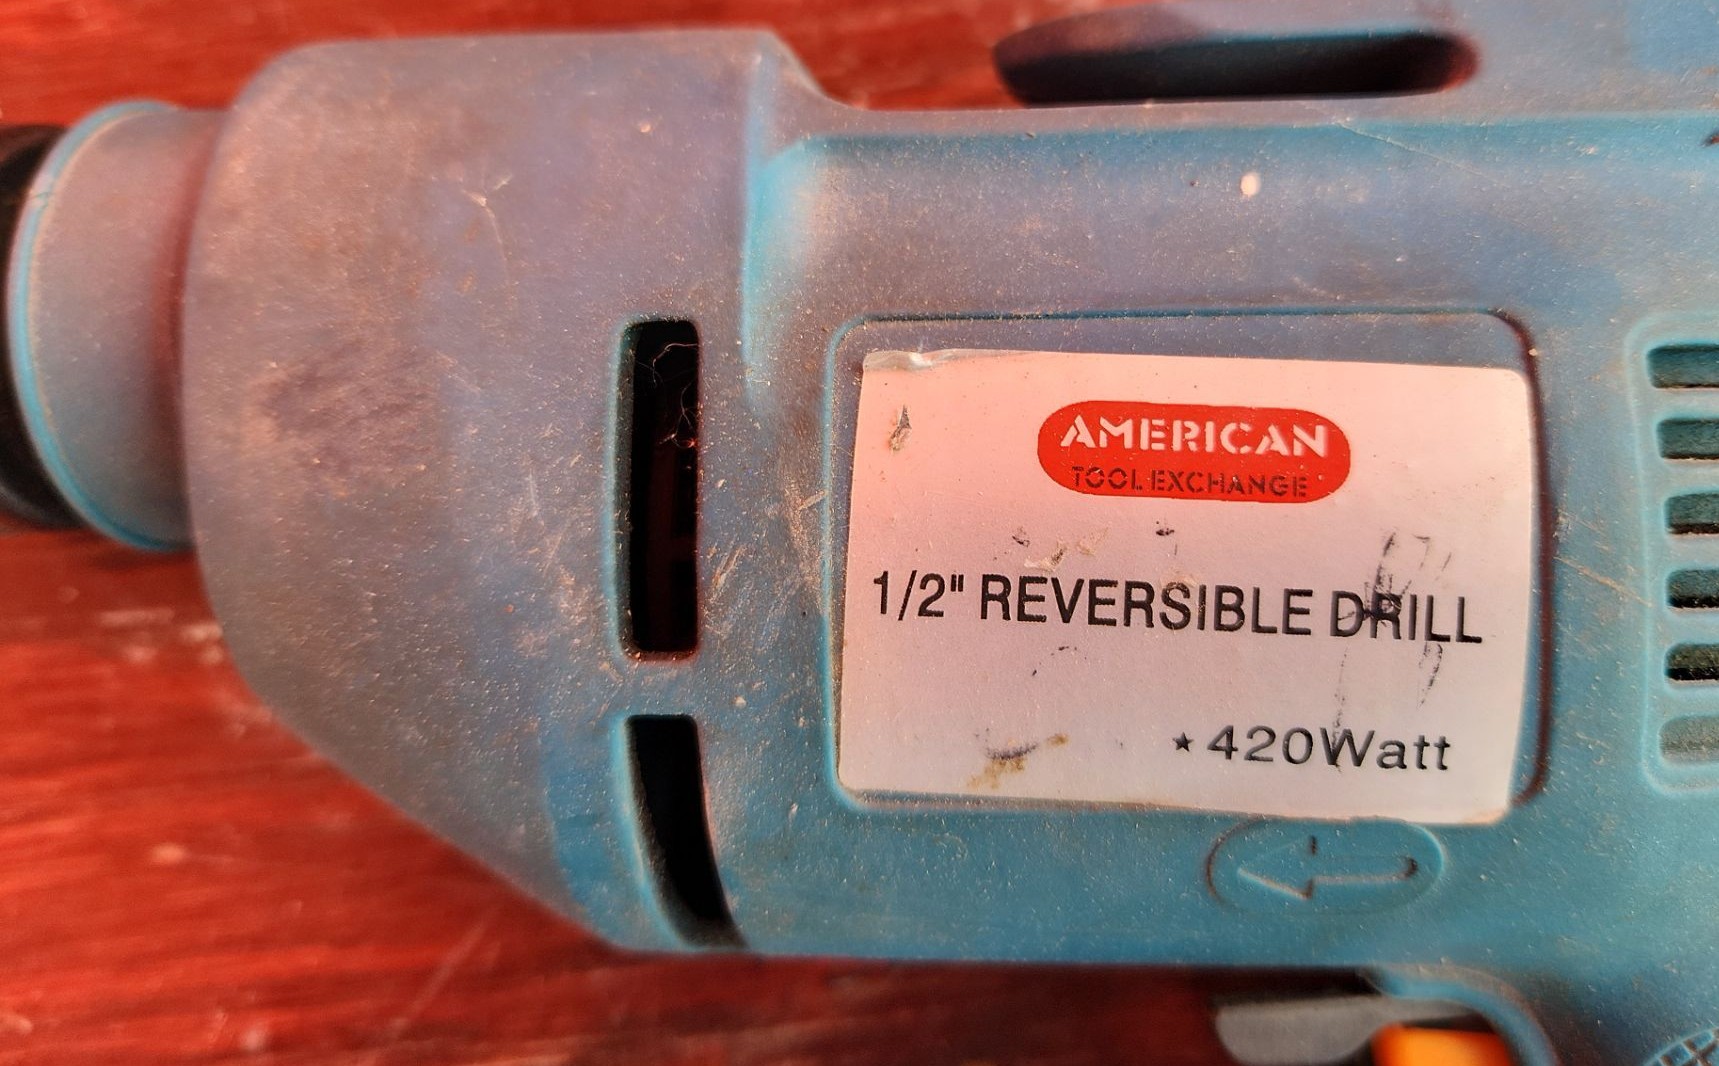 AMERICAN
TOOL EXCHANGE
1/2" REVERSIBLE DRILL
★420Watt